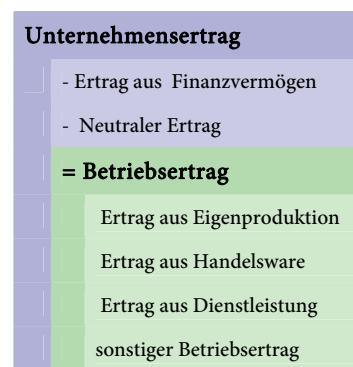 Unternehmensertrag
- Ertrag aus Finanzvermögen
- Neutraler Ertrag
= Betriebsertrag
Ertrag aus Eigenproduktion
Ertrag aus Handelsware
Ertrag aus Dienstleistung
sonstiger Betriebsertrag